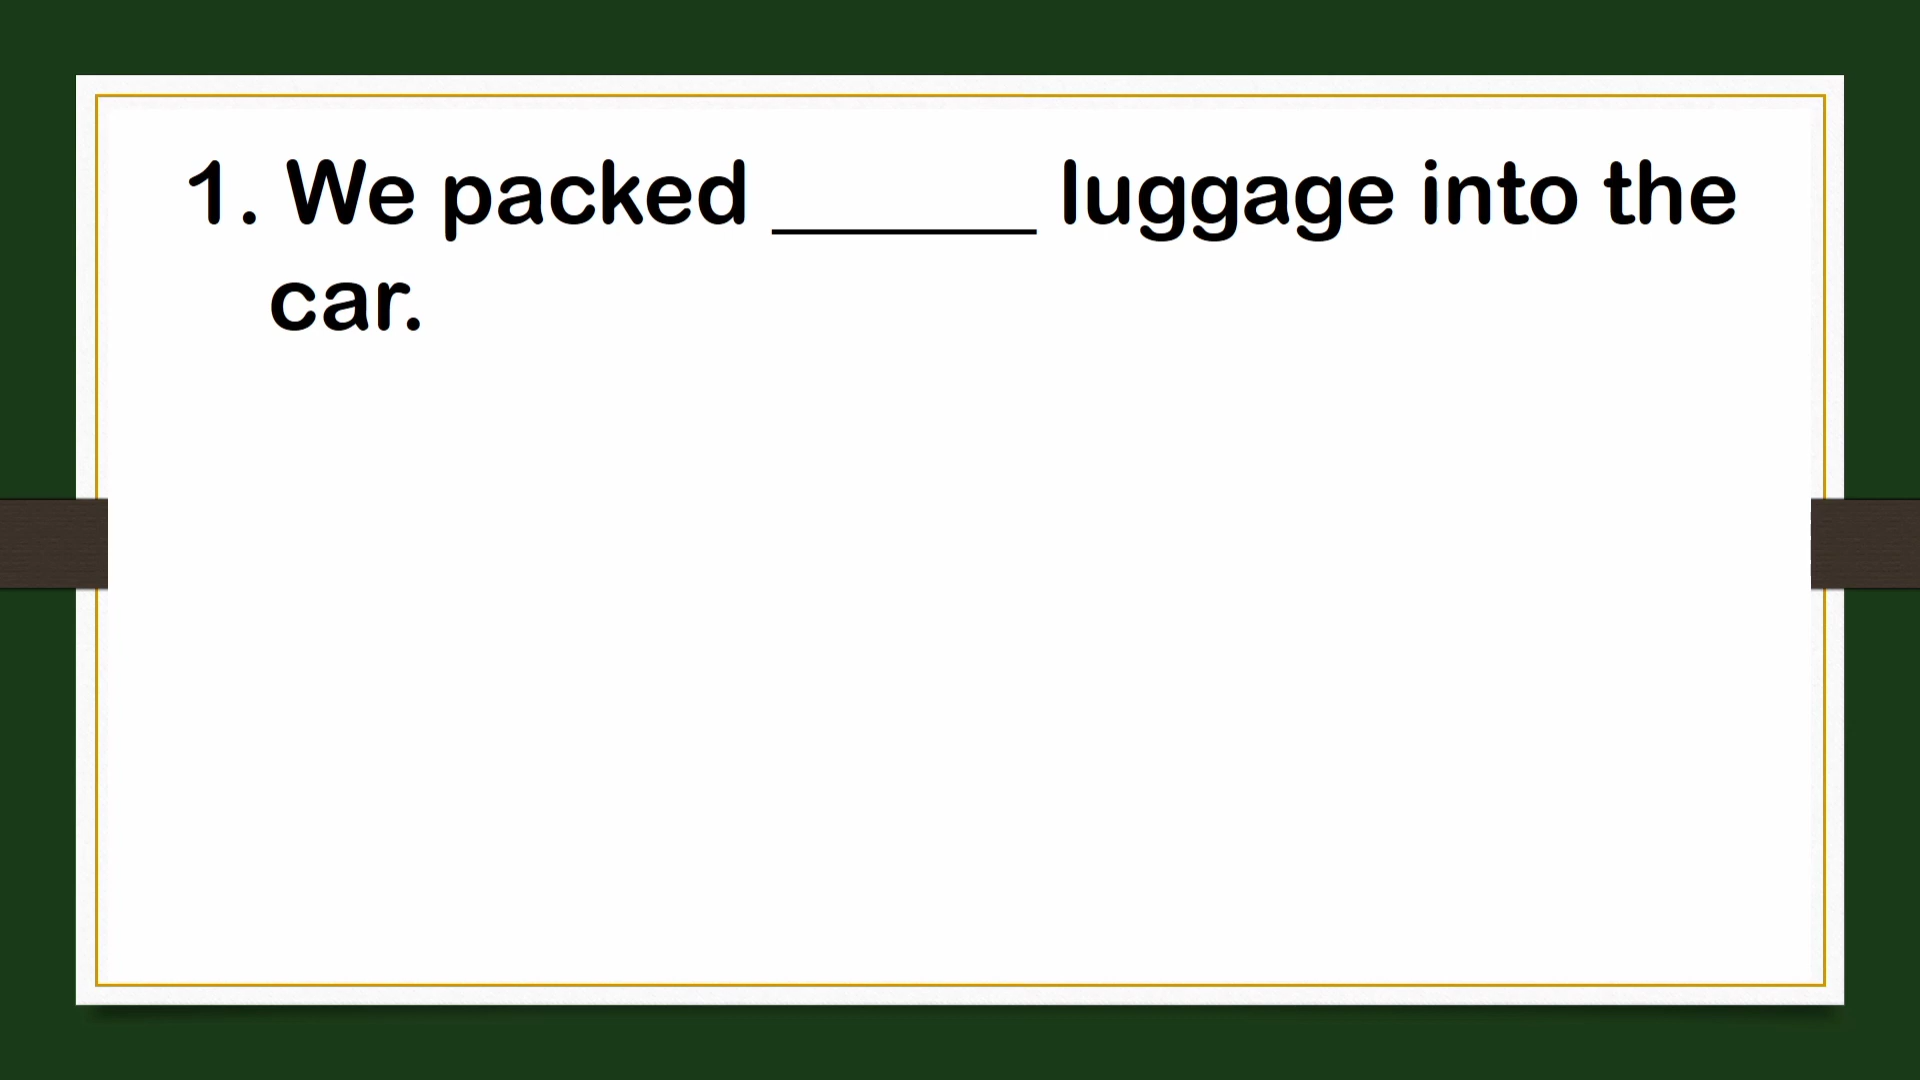 1. We packed ______ luggage into the
car.